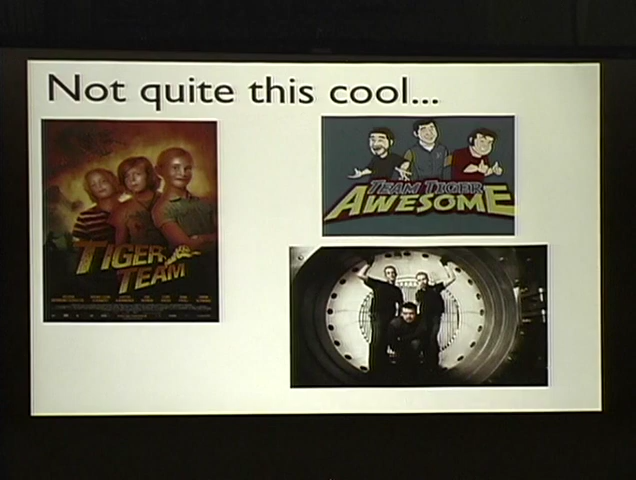 Not quite this cool...
TIGER
TEAM
TEAM TIGER
AWESOME